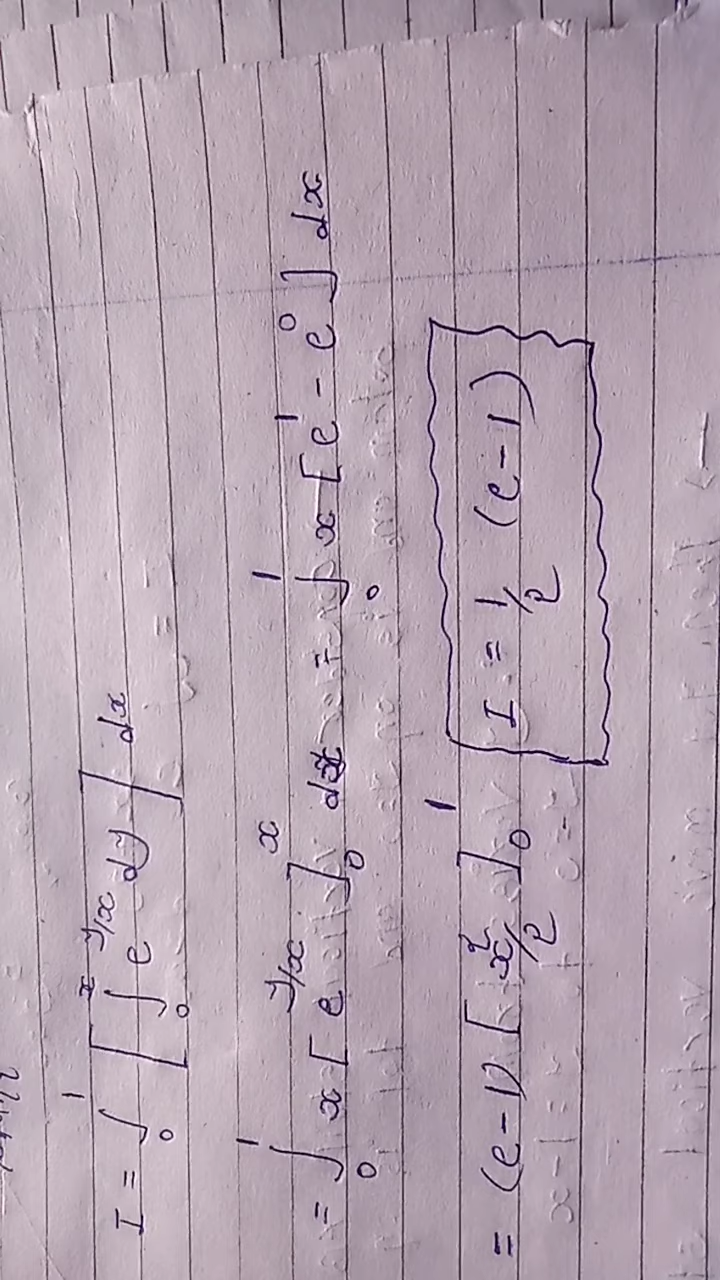 I = ∫₀¹ [ ∫₀ˣ e^(y/x) dy ] dx
= ∫₀¹ x [ e^(y/x) ]₀ˣ dx = ∫₀¹ x [ e¹ - e⁰ ] dx
= (e-1) [ x²/2 ]₀¹ I = 1/2 (e-1)